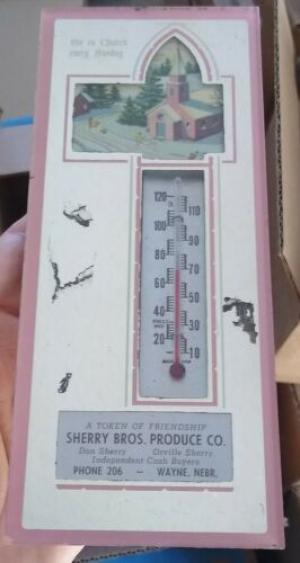 We in Church
every Sunday
120 110
100 90
80 70
60 50
40 30
20 10
A TOKEN OF FRIENDSHIP
SHERRY BROS. PRODUCE CO.
Don Sherry Orville Sherry
Independent Cash Buyers
PHONE 206 — WAYNE, NEBR.